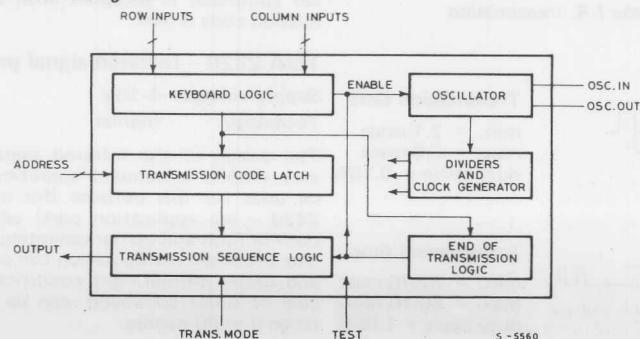 ROW INPUTS
COLUMN INPUTS
KEYBOARD LOGIC
ENABLE
OSCILLATOR
OSC.IN
OSC.OUT
ADDRESS
TRANSMISSION CODE LATCH
DIVIDERS
AND
CLOCK GENERATOR
OUTPUT
TRANSMISSION SEQUENCE LOGIC
END OF
TRANSMISSION
LOGIC
TRANS.MODE
TEST
S-5560